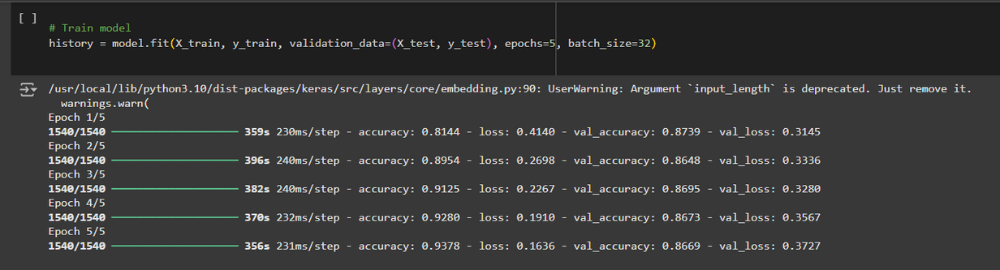 [ ]
# Train model
history = model.fit(X_train, y_train, validation_data=(X_test, y_test), epochs=5, batch_size=32)
/usr/local/lib/python3.10/dist-packages/keras/src/layers/core/embedding.py:90: UserWarning: Argument `input_length` is deprecated. Just remove it.
warnings.warn(
Epoch 1/5
1540/1540 ━━━━━━━━━━━━━━━━━━━━ 359s 230ms/step - accuracy: 0.8144 - loss: 0.4140 - val_accuracy: 0.8739 - val_loss: 0.3145
Epoch 2/5
1540/1540 ━━━━━━━━━━━━━━━━━━━━ 396s 240ms/step - accuracy: 0.8954 - loss: 0.2698 - val_accuracy: 0.8648 - val_loss: 0.3336
Epoch 3/5
1540/1540 ━━━━━━━━━━━━━━━━━━━━ 382s 240ms/step - accuracy: 0.9125 - loss: 0.2267 - val_accuracy: 0.8695 - val_loss: 0.3280
Epoch 4/5
1540/1540 ━━━━━━━━━━━━━━━━━━━━ 370s 232ms/step - accuracy: 0.9280 - loss: 0.1910 - val_accuracy: 0.8673 - val_loss: 0.3567
Epoch 5/5
1540/1540 ━━━━━━━━━━━━━━━━━━━━ 356s 231ms/step - accuracy: 0.9378 - loss: 0.1636 - val_accuracy: 0.8669 - val_loss: 0.3727